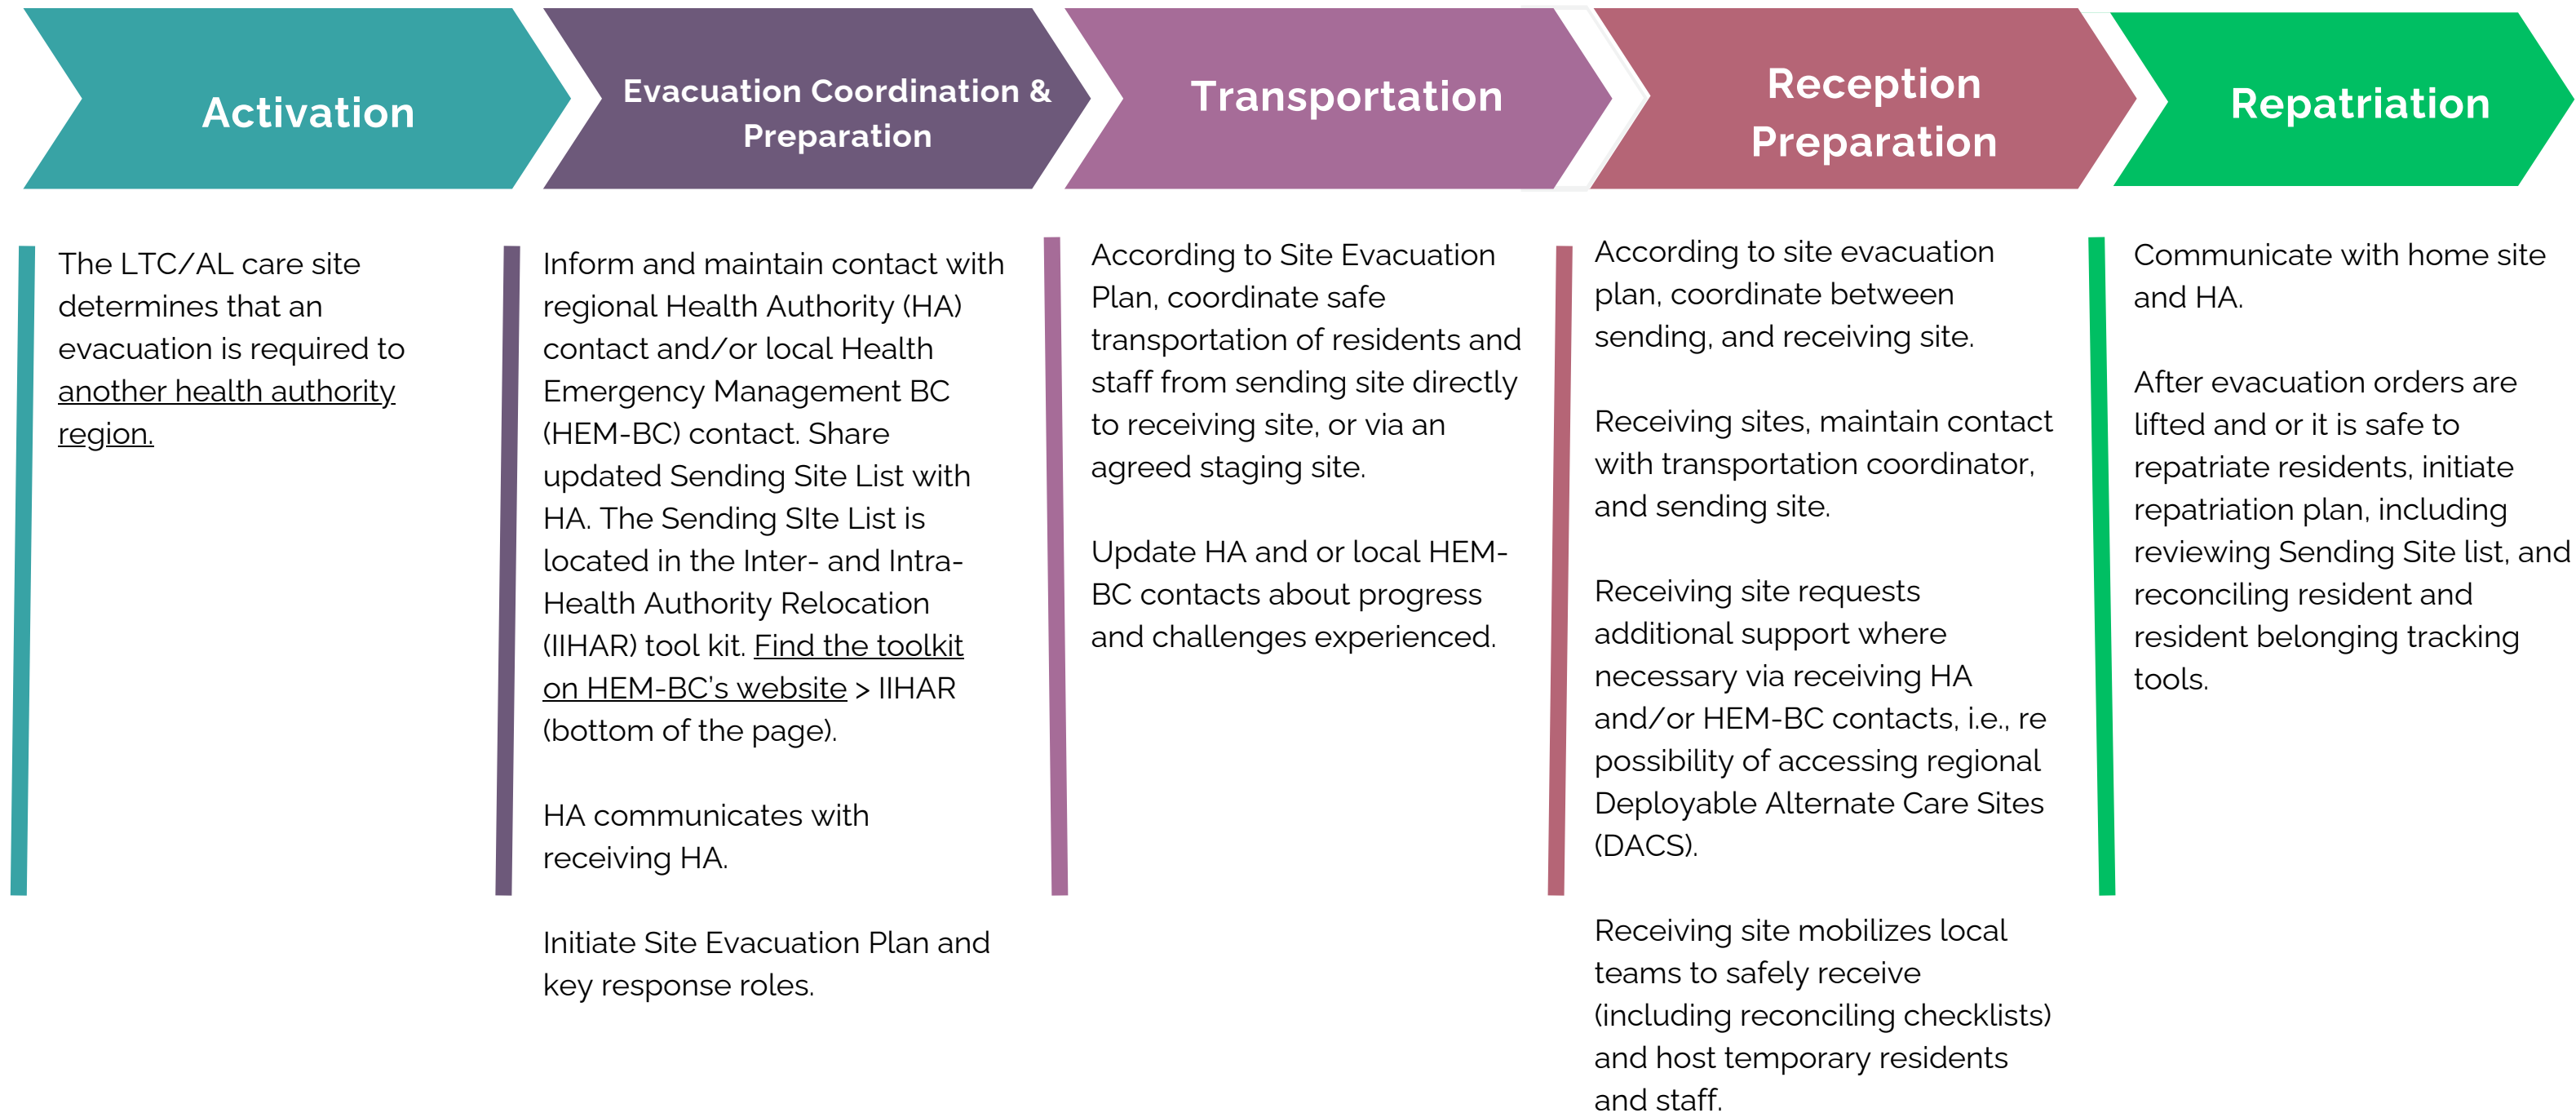 Activation
Evacuation Coordination &
Preparation
Transportation
Reception
Preparation
Repatriation
The LTC/AL care site
determines that an
evacuation is required to
another health authority
region.
Inform and maintain contact with
regional Health Authority (HA)
contact and/or local Health
Emergency Management BC
(HEM-BC) contact. Share
updated Sending Site List with
HA. The Sending SIte List is
located in the Inter- and Intra-
Health Authority Relocation
(IIHAR) tool kit. Find the toolkit
on HEM-BC's website > IIHAR
(bottom of the page).
HA communicates with
receiving HA.
Initiate Site Evacuation Plan and
key response roles.
According to Site Evacuation
Plan, coordinate safe
transportation of residents and
staff from sending site directly
to receiving site, or via an
agreed staging site.
Update HA and or local HEM-
BC contacts about progress
and challenges experienced.
According to site evacuation
plan, coordinate between
sending, and receiving site.
Receiving sites, maintain contact
with transportation coordinator,
and sending site.
Receiving site requests
additional support where
necessary via receiving HA
and/or HEM-BC contacts, i.e., re
possibility of accessing regional
Deployable Alternate Care Sites
(DACS).
Receiving site mobilizes local
teams to safely receive
(including reconciling checklists)
and host temporary residents
and staff.
Communicate with home site
and HA.
After evacuation orders are
lifted and or it is safe to
repatriate residents, initiate
repatriation plan, including
reviewing Sending Site list, and
reconciling resident and
resident belonging tracking
tools.